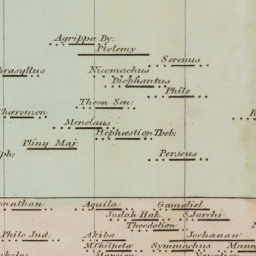 Agrippa By:
Ptolemy
Serenus
Thrasyllus
Nicomachus
Diophantus
Philo
Theon Sen:
Chæremon
Menelaus
Hephæstion Theb:
Pliny Maj:
Perseus
Jonathan
Aquila
Gamaliel
Judah Hak.
S.Jarchi
Theodotion
Philo Jud:
Akiba
Jochanan
Symmachus